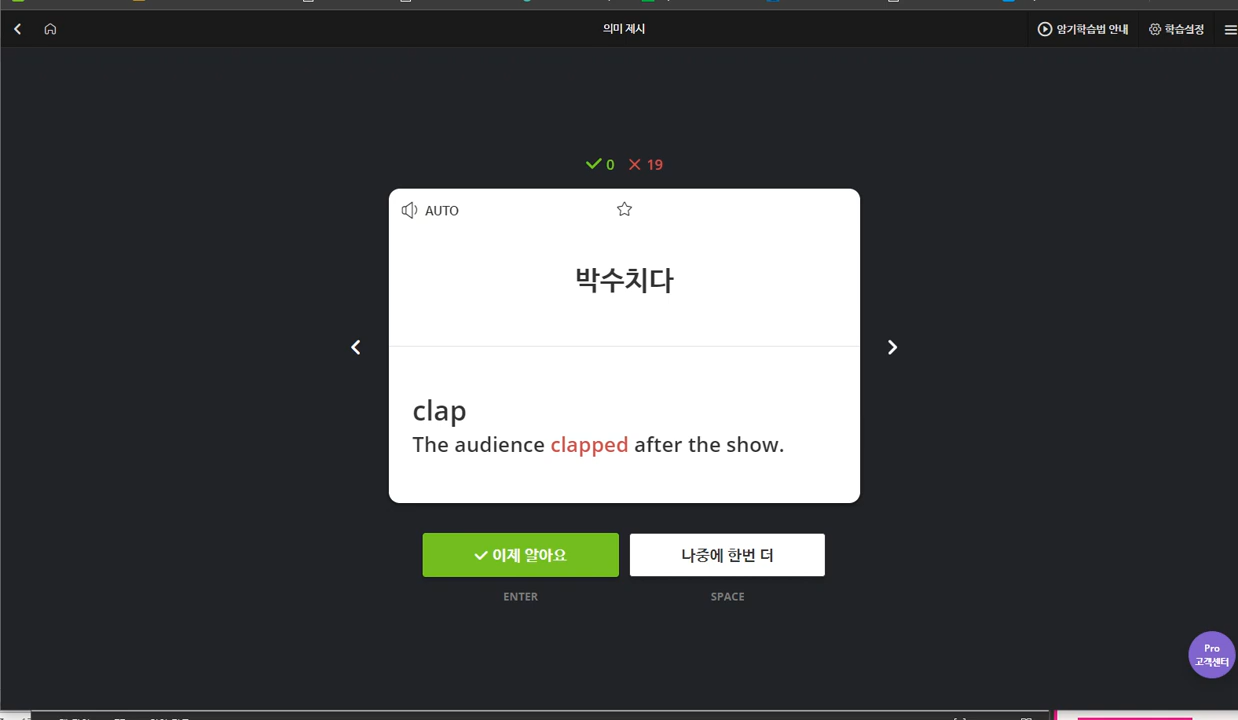 의미 제시
암기학습법 안내
학습설정
0
19
AUTO
박수치다
clap
The audience clapped after the show.
이제 알아요
나중에 한번 더
ENTER
SPACE
Pro
고객센터